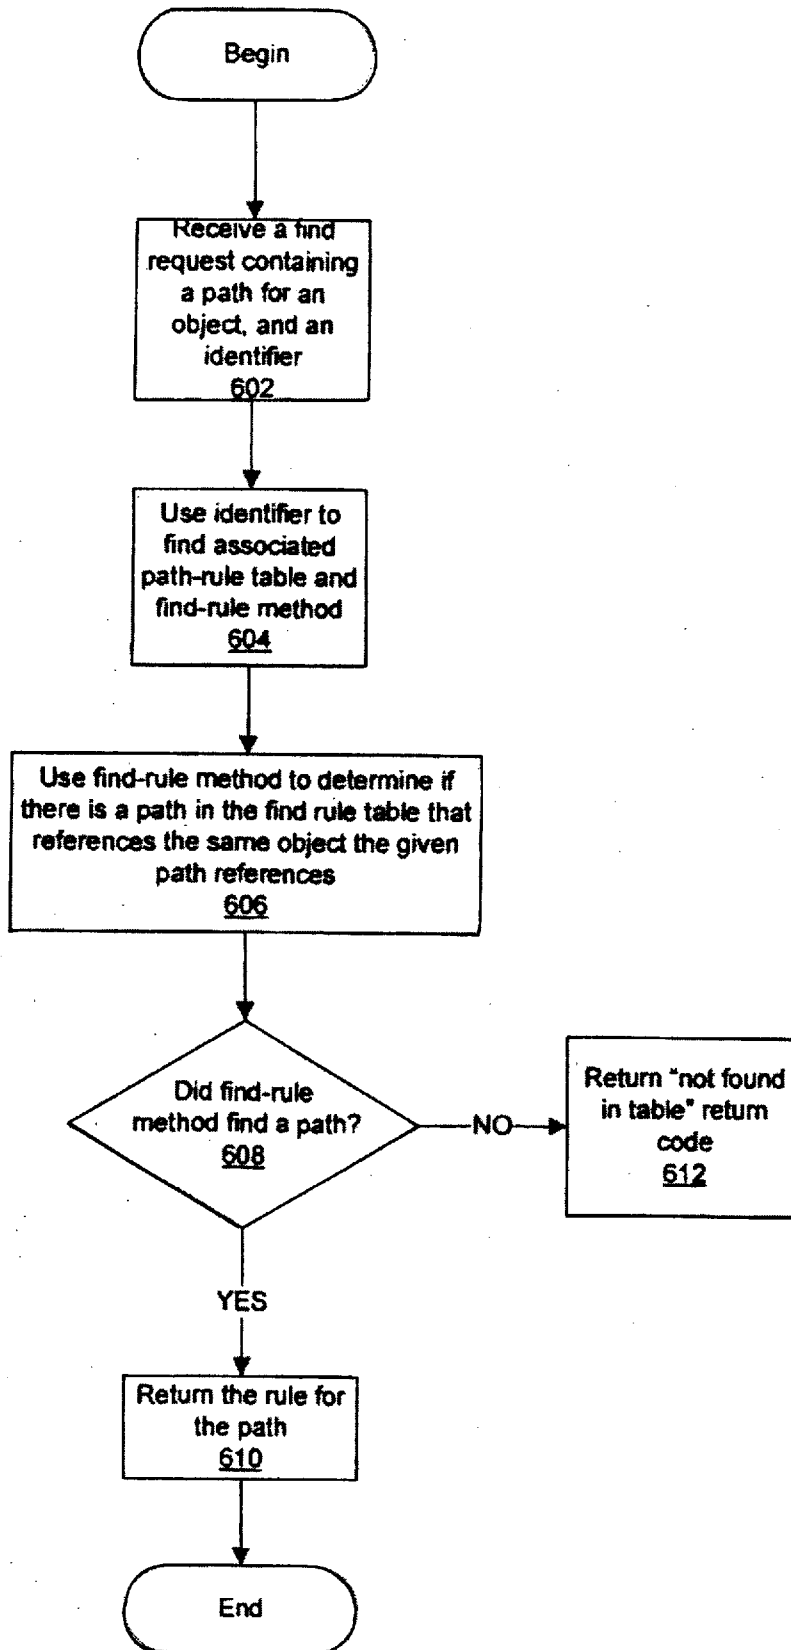 Begin
Receive a find
request containing
a path for an
object, and an
identifier
602
Use identifier to
find associated
path-rule table and
find-rule method
604
Use find-rule method to determine if
there is a path in the find rule table that
references the same object the given
path references
606
Did find-rule
method find a path?
608
NO
Return "not found
in table" return
code
612
YES
Return the rule for
the path
610
End